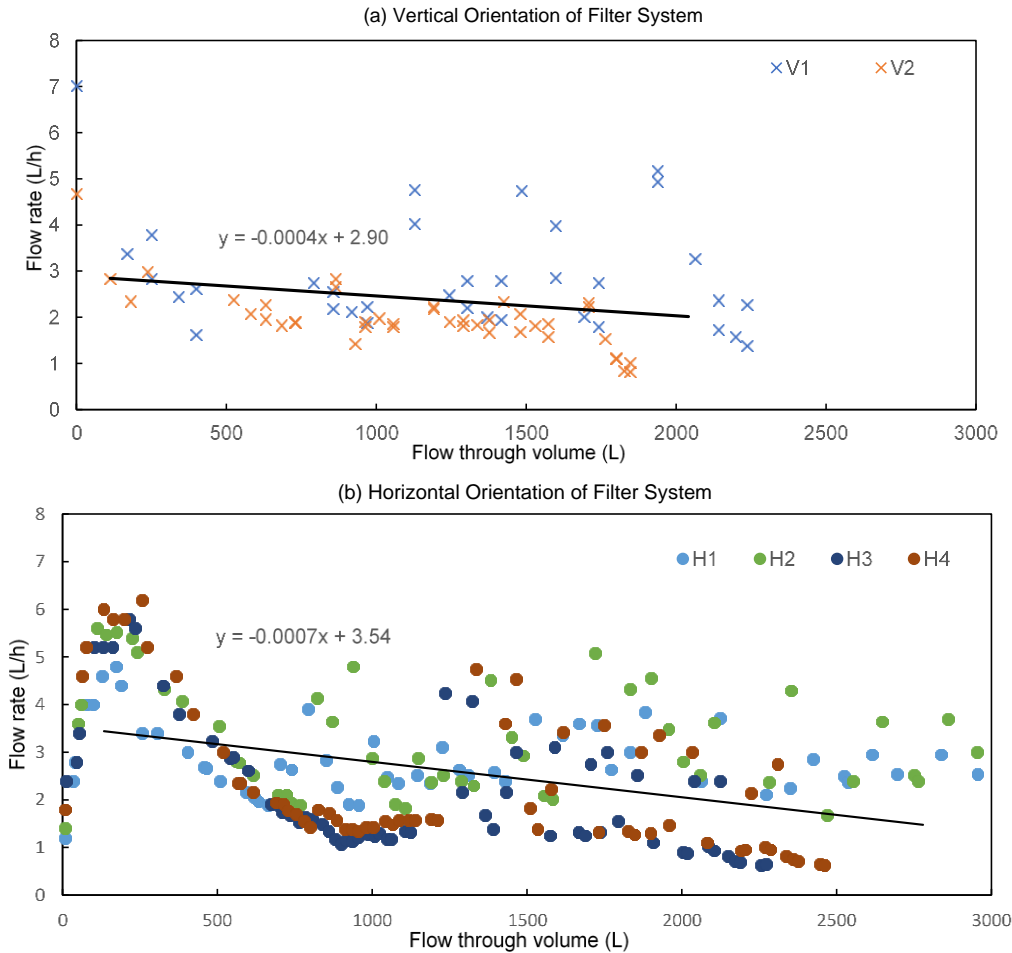 (a) Vertical Orientation of Filter System
8
7
6
5
4
3
2
1
0
V1 V2
y = -0.0004x + 2.90
Flow rate (L/h)
0 500 1000 1500 2000 2500 3000
Flow through volume (L)
(b) Horizontal Orientation of Filter System
8
7
6
5
4
3
2
1
0
H1 H2 H3 H4
y = -0.0007x + 3.54
Flow rate (L/h)
0 500 1000 1500 2000 2500 3000
Flow through volume (L)